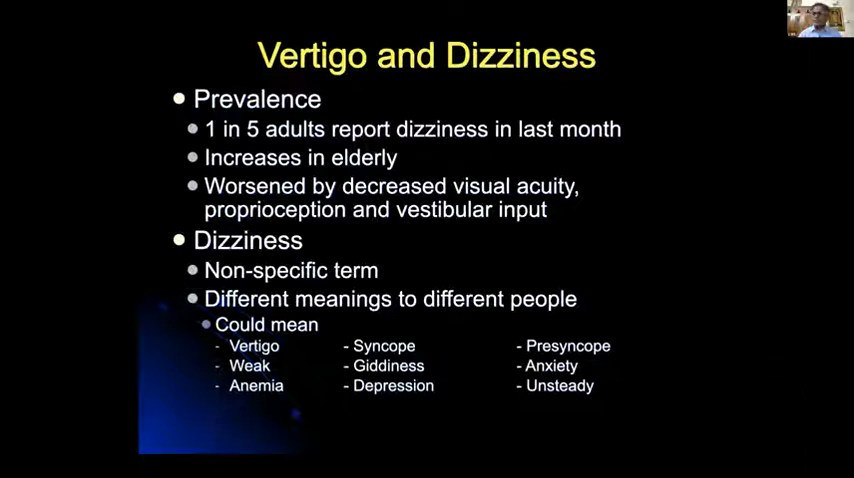 Vertigo and Dizziness
Prevalence
1 in 5 adults report dizziness in last month
Increases in elderly
Worsened by decreased visual acuity,
proprioception and vestibular input
Dizziness
Non-specific term
Different meanings to different people
Could mean
- Vertigo - Syncope - Presyncope
- Weak - Giddiness - Anxiety
- Anemia - Depression - Unsteady